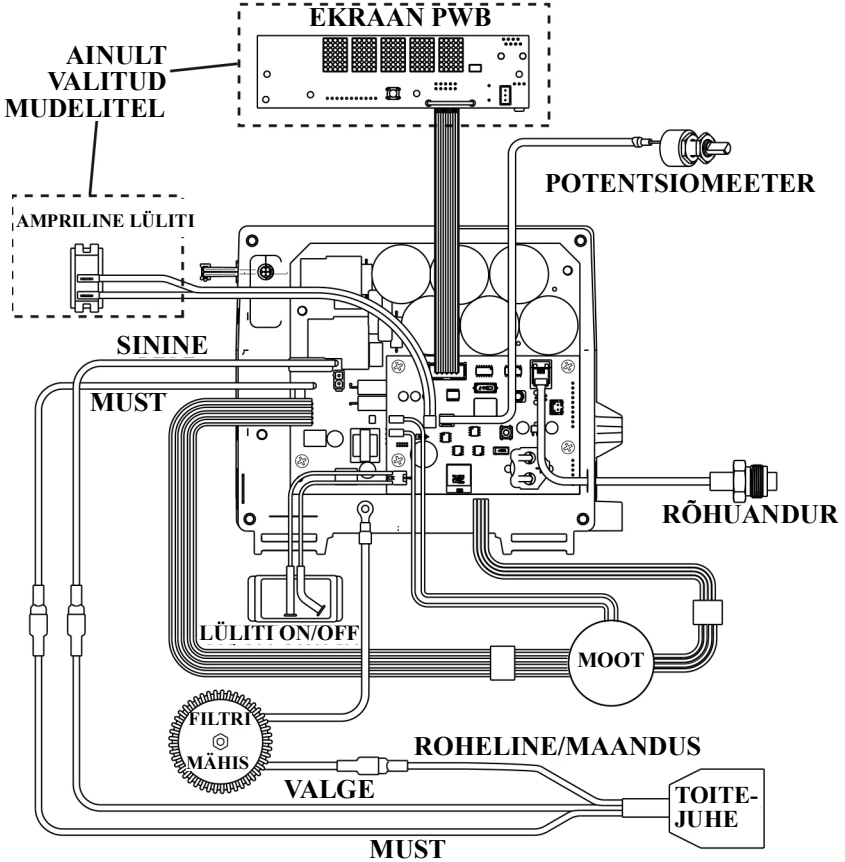 EKRAAN PWB
AINULT
VALITUD
MUDELITEL
POTENTSIOMEETER
AMPRILINE LÜLITI
SININE
MUST
RÕHUANDUR
LÜLITI ON/OFF
MOOT
FILTRI
MÄHIS
ROHELINE/MAANDUS
VALGE
TOITE-
JUHE
MUST